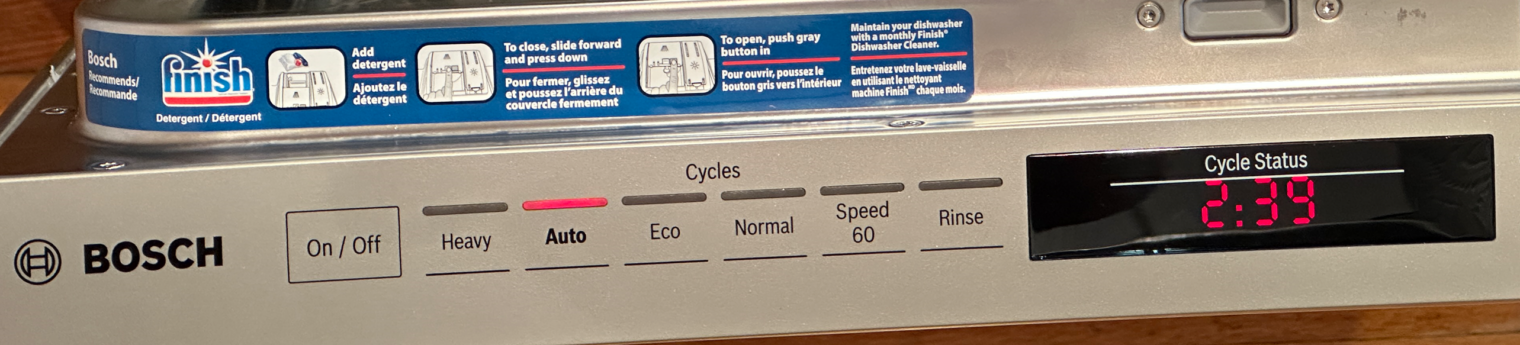 Bosch
Recommends/
Recommande
finish
Detergent / Détergent
Add
detergent
Ajoutez le
détergent
To close, slide forward
and press down
Pour fermer, glissez
et poussez l'arrière du
couvercle fermement
To open, push gray
button in
Pour ouvrir, poussez le
bouton gris vers l'intérieur
Maintain your dishwasher
with a monthly Finish®
Dishwasher Cleaner.
Entretenez votre lave-vaisselle
en utilisant le nettoyant
machine Finish® chaque mois.
BOSCH
On / Off
Cycles
Heavy
Auto
Eco
Normal
Speed
60
Rinse
Cycle Status
2:39